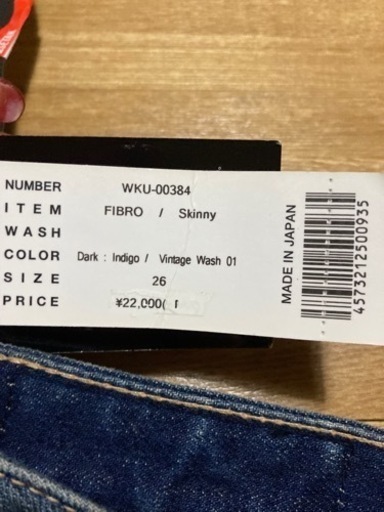 NUMBER WKU-00384
ITEM FIBRO / Skinny
WASH
COLOR Dark : Indigo / Vintage Wash 01
SIZE 26
PRICE ¥22,000(
MADE IN JAPAN
4573212500935